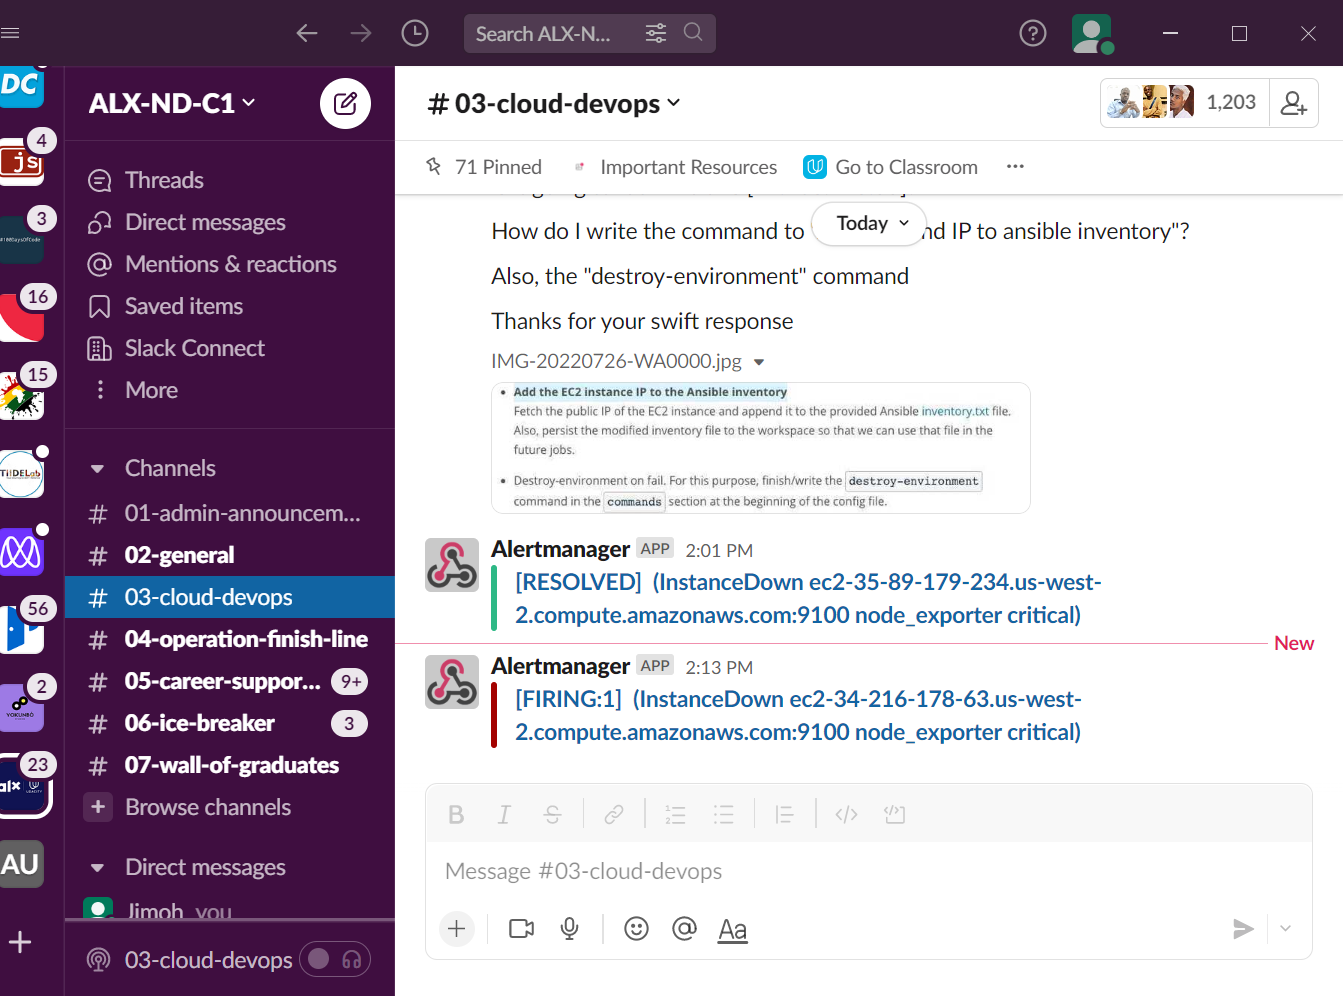 Search ALX-N...
DC
ALX-ND-C1
# 03-cloud-devops
1,203
4
js
71 Pinned
Important Resources
Go to Classroom
Threads
3
#100DaysOfCode
Direct messages
How do I write the command to
Today
nd IP to ansible inventory"?
Mentions & reactions
Also, the "destroy-environment" command
16
Saved items
Thanks for your swift response
Slack Connect
IMG-20220726-WA0000.jpg
15
More
• Add the EC2 instance IP to the Ansible inventory
Fetch the public IP of the EC2 instance and append it to the provided Ansible inventory.txt file.
Also, persist the modified inventory file to the workspace so that we can use that file in the
future jobs.
• Destroy-environment on fail. For this purpose, finish/write the destroy-environment
command in the commands section at the beginning of the config file.
Channels
# 01-admin-announcem...
# 02-general
# 03-cloud-devops
56
# 04-operation-finish-line
# 05-career-suppor... 9+
2
# 06-ice-breaker 3
# 07-wall-of-graduates
23
alx
+ Browse channels
AU
Direct messages
Jimoh you
03-cloud-devops
Alertmanager APP 2:01 PM
[RESOLVED] (InstanceDown ec2-35-89-179-234.us-west-
2.compute.amazonaws.com:9100 node_exporter critical)
New
Alertmanager APP 2:13 PM
[FIRING:1] (InstanceDown ec2-34-216-178-63.us-west-
2.compute.amazonaws.com:9100 node_exporter critical)
B I S
Message #03-cloud-devops
Aa